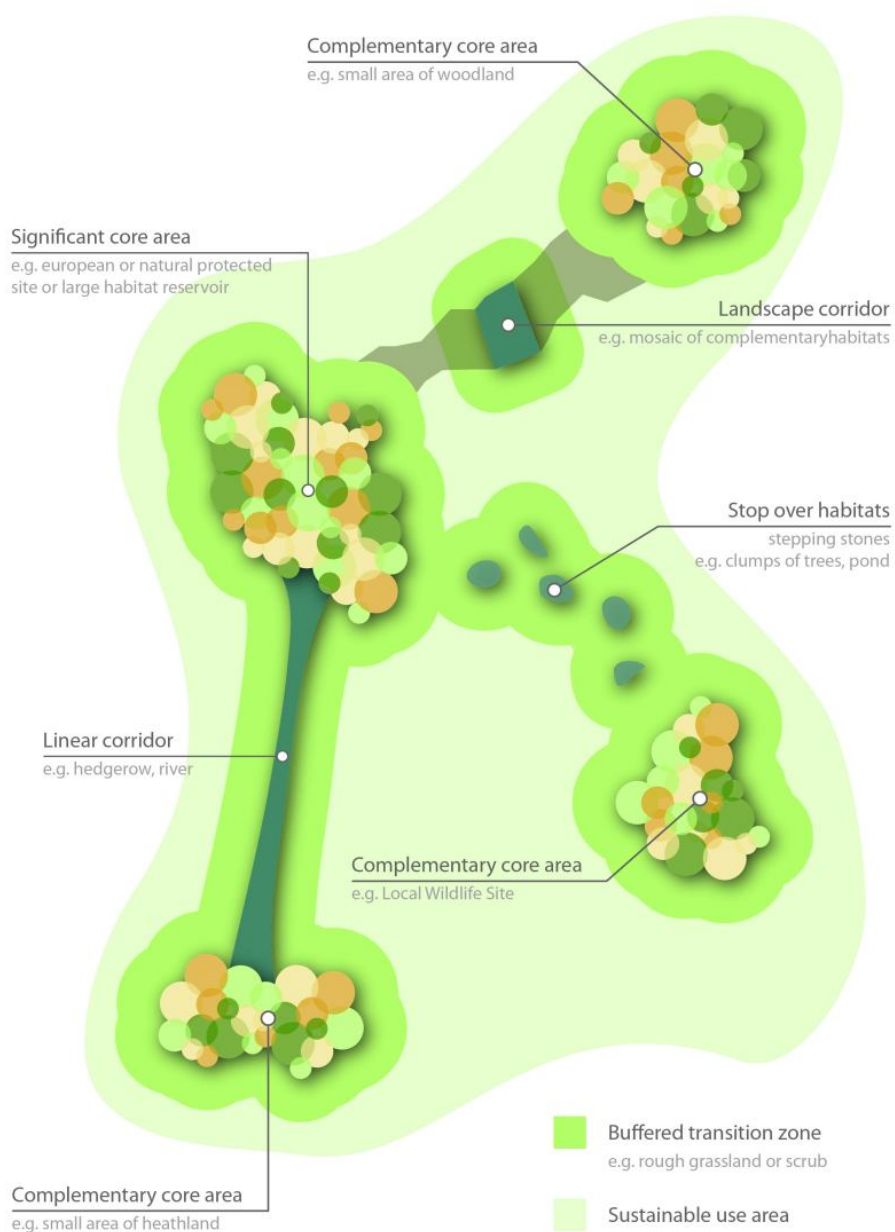 Complementary core area
e.g. small area of woodland
Significant core area
e.g. european or natural protected
site or large habitat reservoir
Landscape corridor
e.g. mosaic of complementaryhabitats
Stop over habitats
stepping stones
e.g. clumps of trees, pond
Linear corridor
e.g. hedgerow, river
Complementary core area
e.g. Local Wildlife Site
Buffered transition zone
e.g. rough grassland or scrub
Complementary core area
e.g. small area of heathland
Sustainable use area